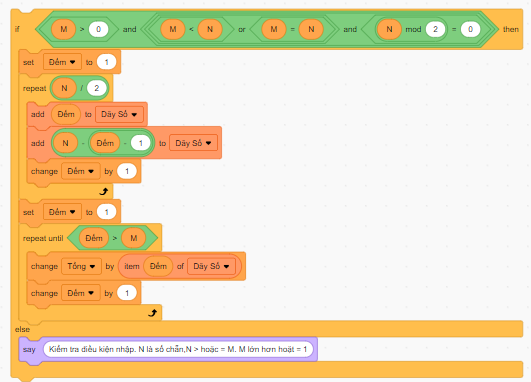 if M > 0 and M < N or M = N and N mod 2 = 0 then
set Đếm to 1
repeat N / 2
add Đếm to Dãy Số
add N - Đếm - 1 to Dãy Số
change Đếm by 1
set Đếm to 1
repeat until Đếm > M
change Tổng by item Đếm of Dãy Số
change Đếm by 1
else
say Kiểm tra điều kiện nhập. N là số chẵn,N > hoặc = M. M lớn hơn hoặt = 1